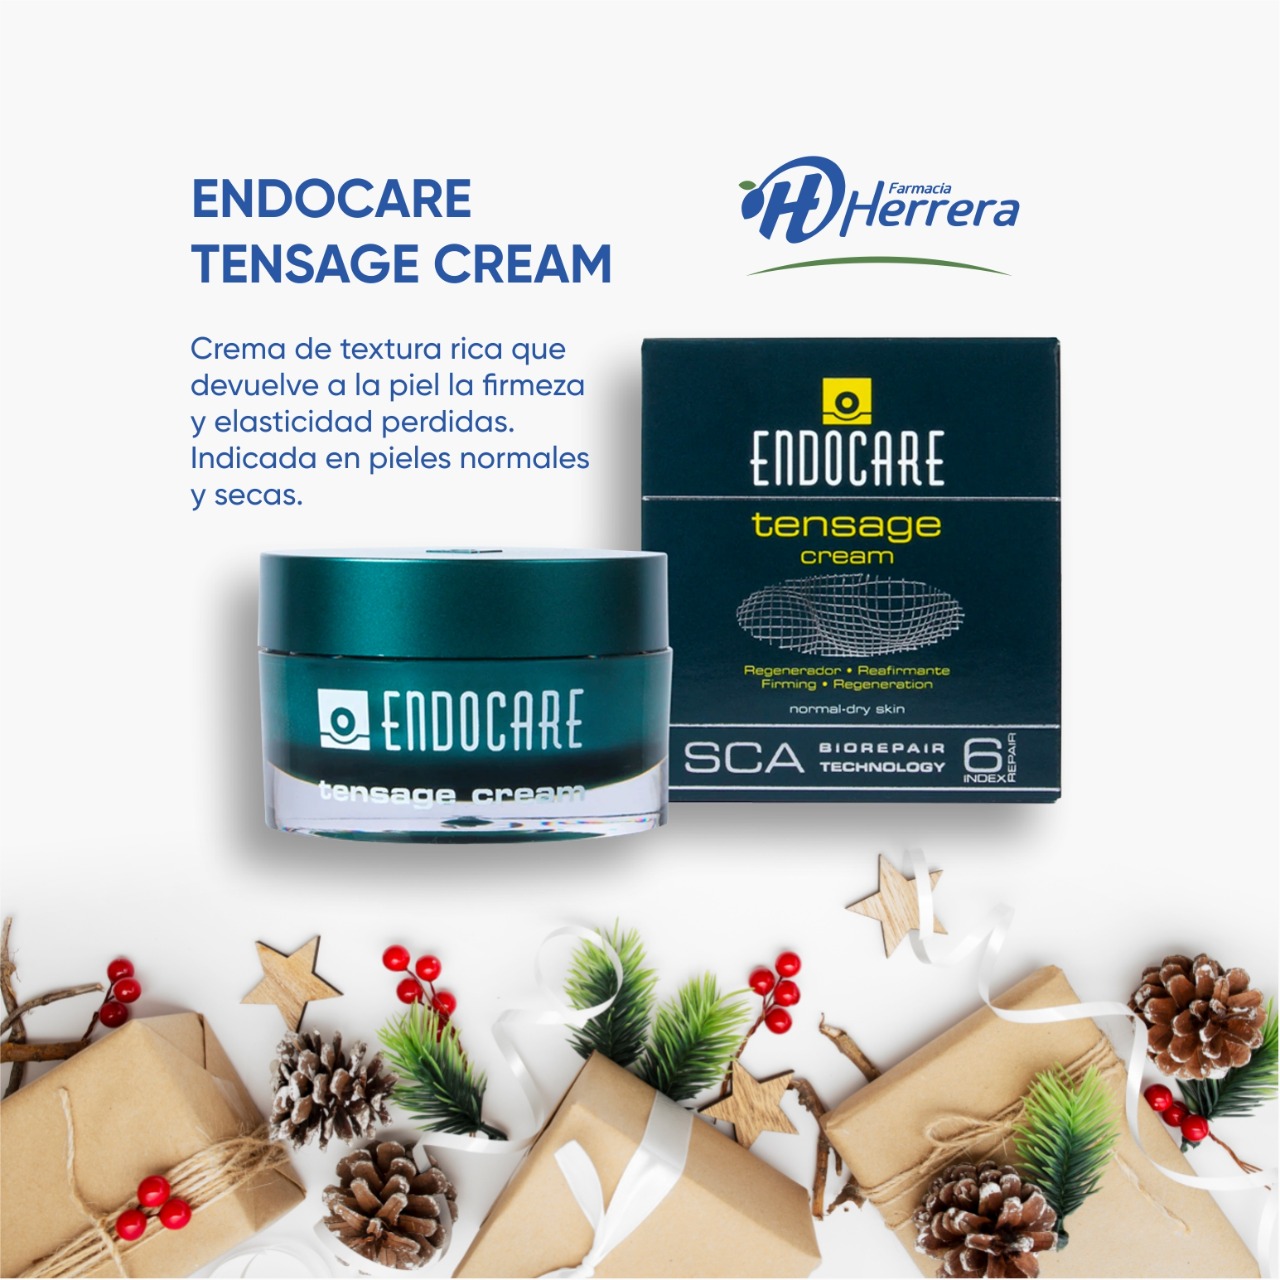 ENDOCARE
TENSAGE CREAM
Farmacia
Herrera
Crema de textura rica que
devuelve a la piel la firmeza
y elasticidad perdidas.
Indicada en pieles normales
y secas.
ENDOCARE
tensage
cream
Regenerador • Reafirmante
Firming • Regeneration
normal-dry skin
SCA BIOREPAIR
TECHNOLOGY
6
INDEX
REPAIR
ENDOCARE
tensage cream